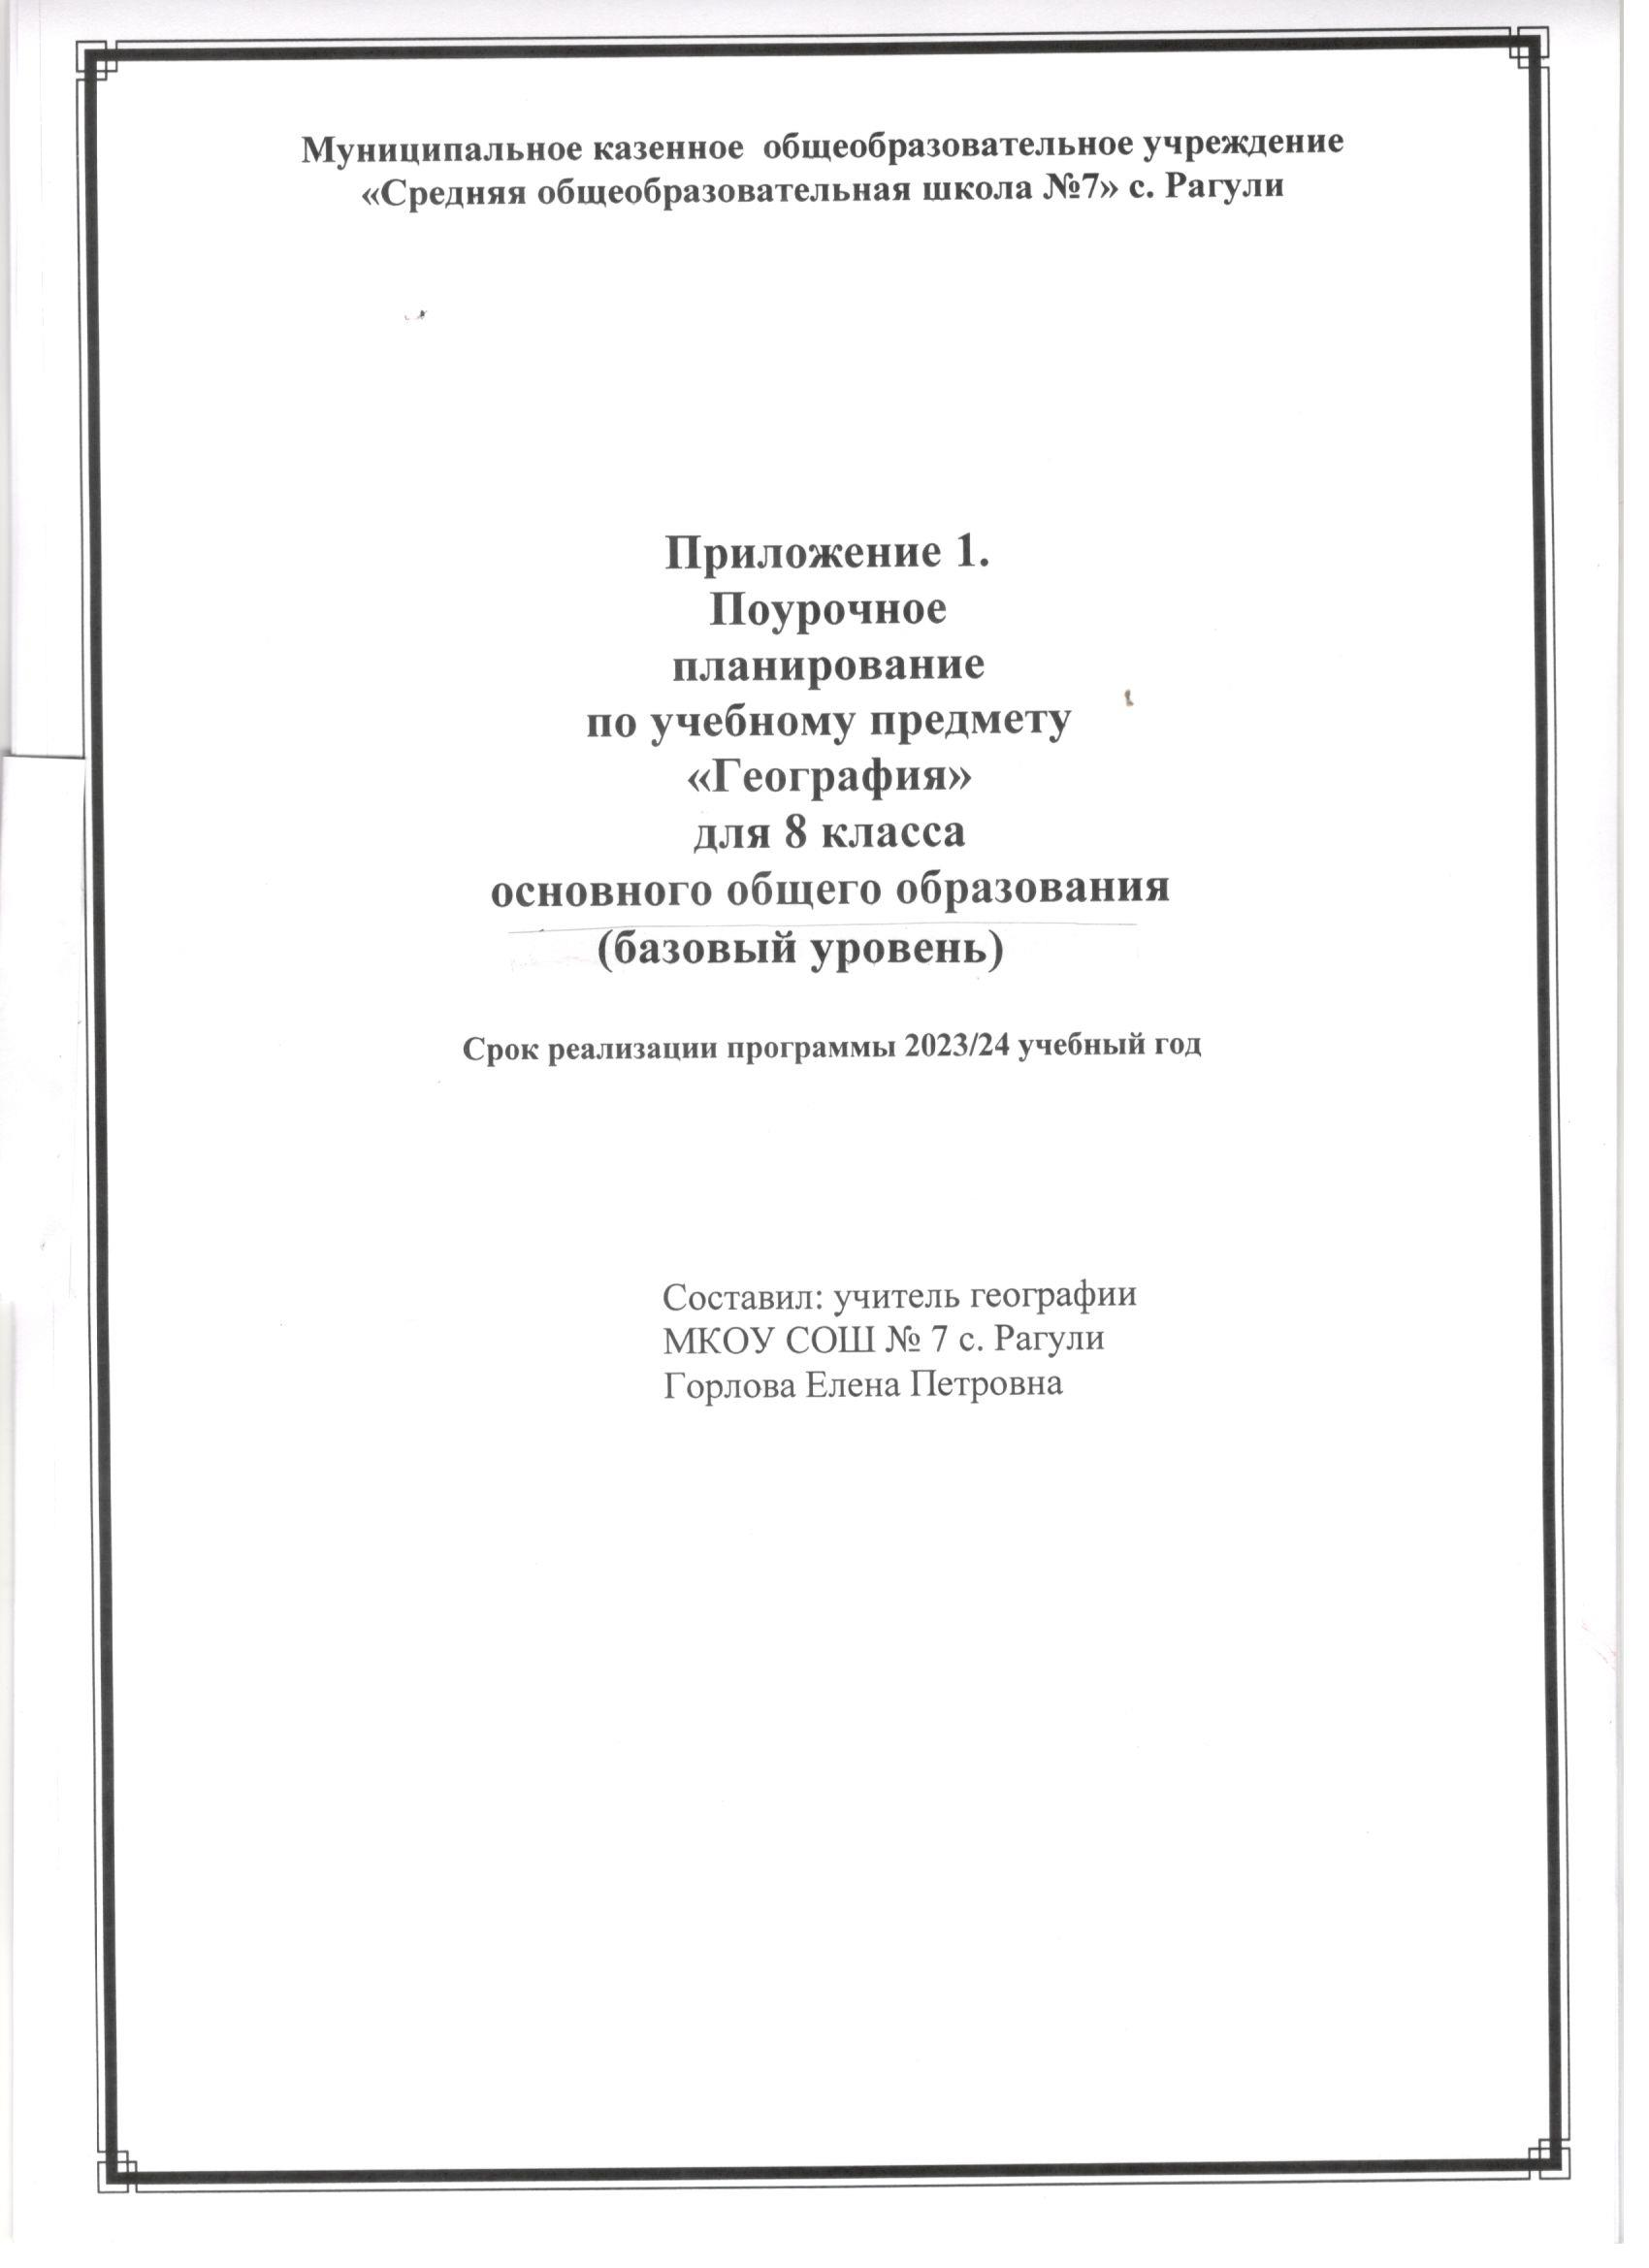 Муниципальное казенное общеобразовательное учреждение
«Средняя общеобразовательная школа №7» с. Рагули
Приложение 1.
Поурочное
планирование
по учебному предмету
«География»
для 8 класса
основного общего образования
(базовый уровень)
Срок реализации программы 2023/24 учебный год
Составил: учитель географии
МКОУ СОШ № 7 с. Рагули
Горлова Елена Петровна